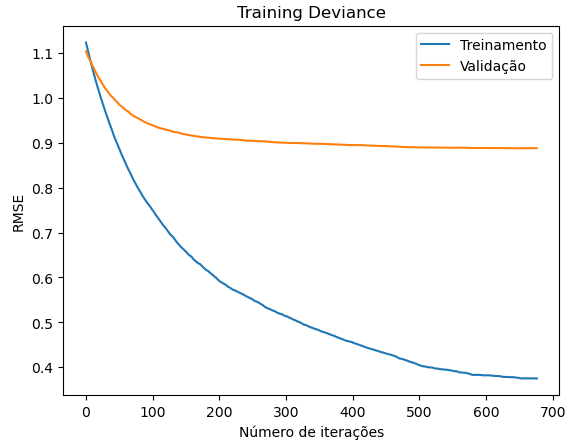 Training Deviance
Treinamento
Validação
RMSE
1.1
1.0
0.9
0.8
0.7
0.6
0.5
0.4
0 100 200 300 400 500 600 700
Número de iterações